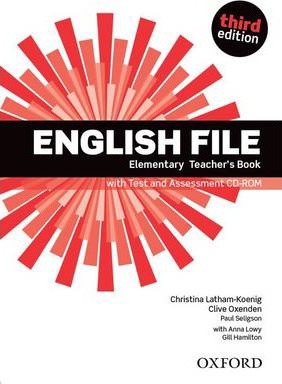 third
edition
ENGLISH FILE
Elementary Teacher's Book
with Test and Assessment CD-ROM
Christina Latham-Koenig
Clive Oxenden
Paul Seligson
with Anna Lowy
Gill Hamilton
OXFORD